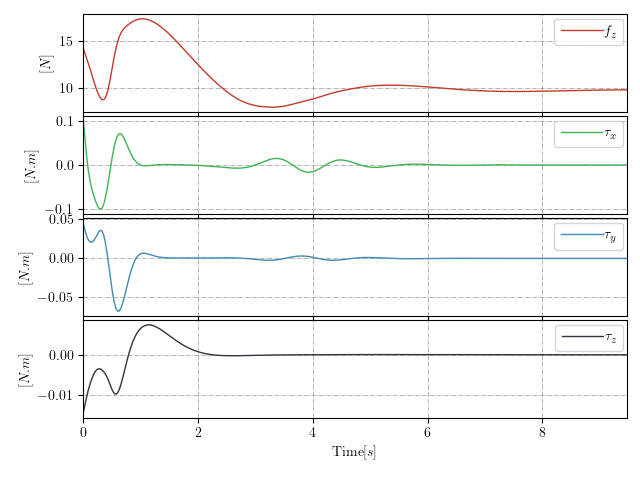 15
10
[N]
f_z
0.1
0.0
−0.1
[N.m]
τ_x
0.05
0.00
−0.05
[N.m]
τ_y
0.00
−0.01
[N.m]
τ_z
0 2 4 6 8
Time[s]